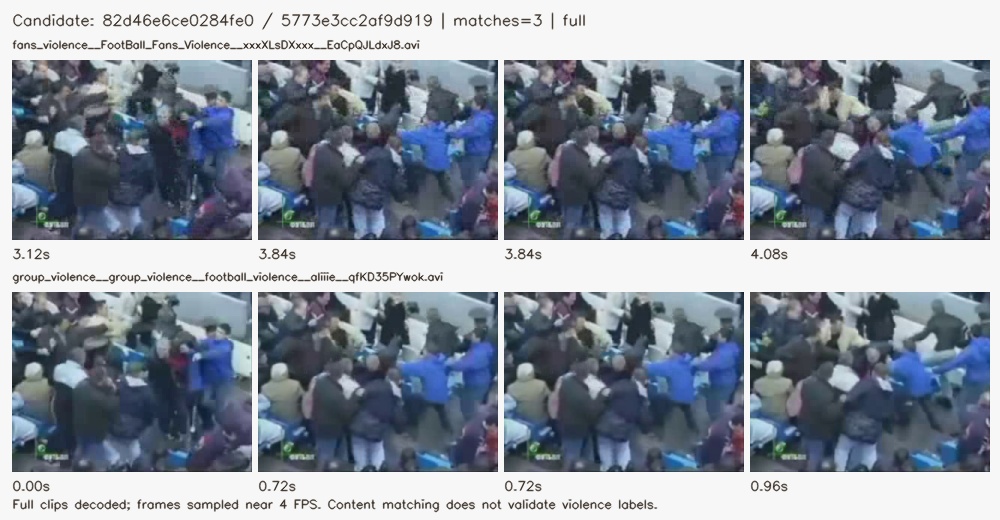 Candidate: 82d46e6ce0284fe0 / 5773e3cc2af9d919 | matches=3 | full
fans_violence__FootBall_Fans_Violence__xxxXLsDXxxx__EaCpQJLdxJ8.avi
3.12s 3.84s 3.84s 4.08s
group_violence__group_violence__football_violence__aliiie__qfKD35PYwok.avi
0.00s 0.72s 0.72s 0.96s
Full clips decoded; frames sampled near 4 FPS. Content matching does not validate violence labels.